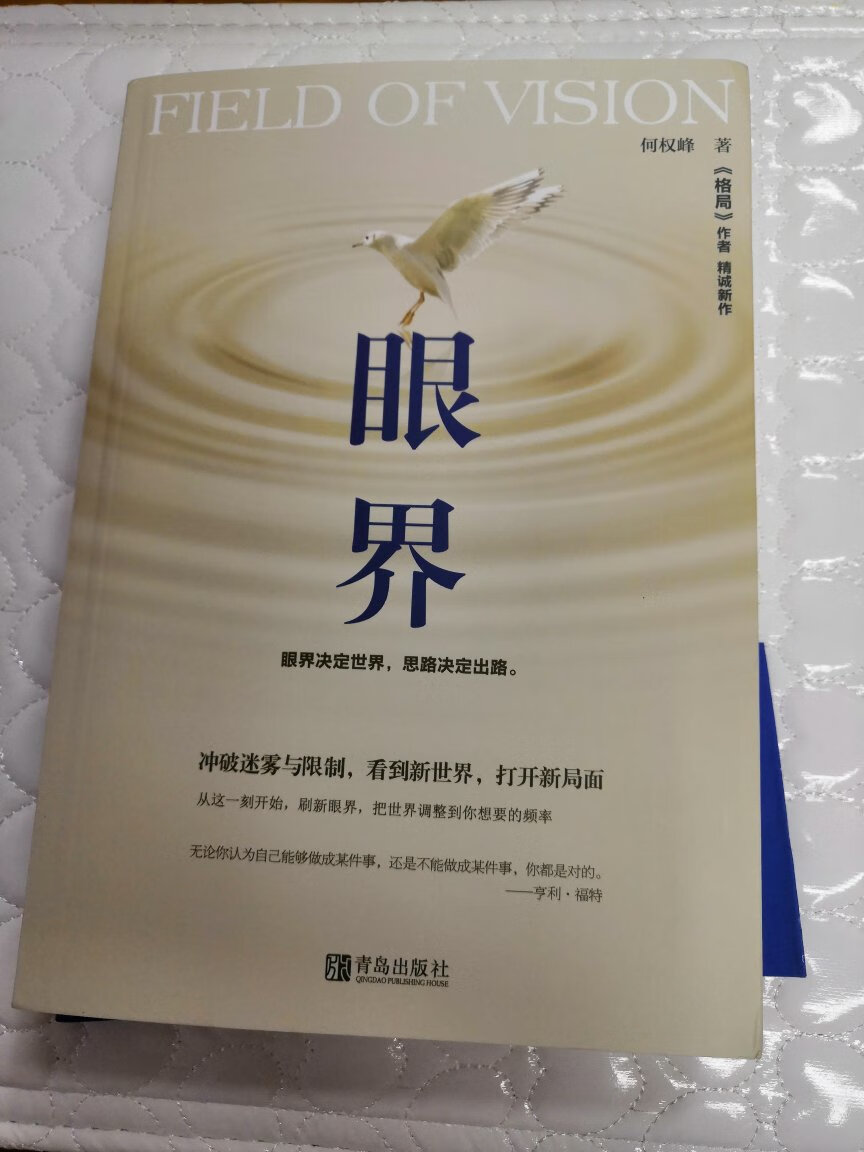 FIELD OF VISION
何权峰 著
《格局》作者 精诚新作
眼界
眼界决定世界，思路决定出路。
冲破迷雾与限制，看到新世界，打开新局面
从这一刻开始，刷新眼界，把世界调整到你想要的频率
无论你认为自己能够做成某件事，还是不能做成某件事，你都是对的。
——亨利·福特
青岛出版社
QINGDAO PUBLISHING HOUSE